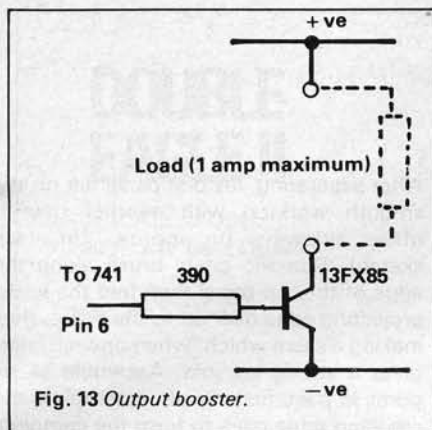 +ve
Load (1 amp maximum)
To 741
390
13FX85
Pin 6
−ve
Fig. 13 Output booster.